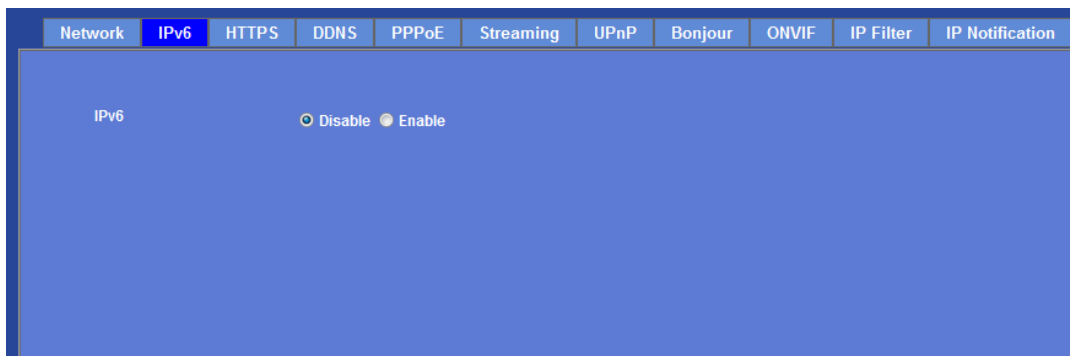 Network IPv6 HTTPS DDNS PPPoE Streaming UPnP Bonjour ONVIF IP Filter IP Notification
IPv6 Disable Enable